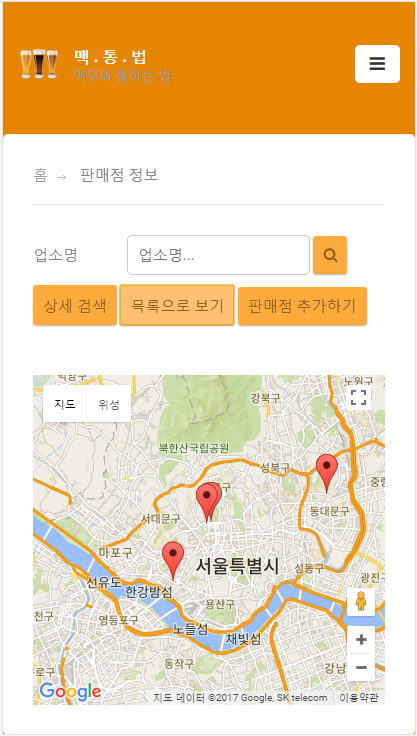 맥.통.법
맥주와 통하는 법
홈 → 판매점 정보
업소명 업소명...
상세 검색 목록으로 보기 판매점 추가하기
지도 위성
노원구
강북구
북한산국립공원
성북구
중랑
서대문구
동대문구
마포구
서울특별시
성동구
선유도
한강밤섬
광진구
용산구
영등포구
노들섬
채빛섬
천구
동작구
강남
로구
Google
지도 데이터 ©2017 Google, SK telecom 이용약관